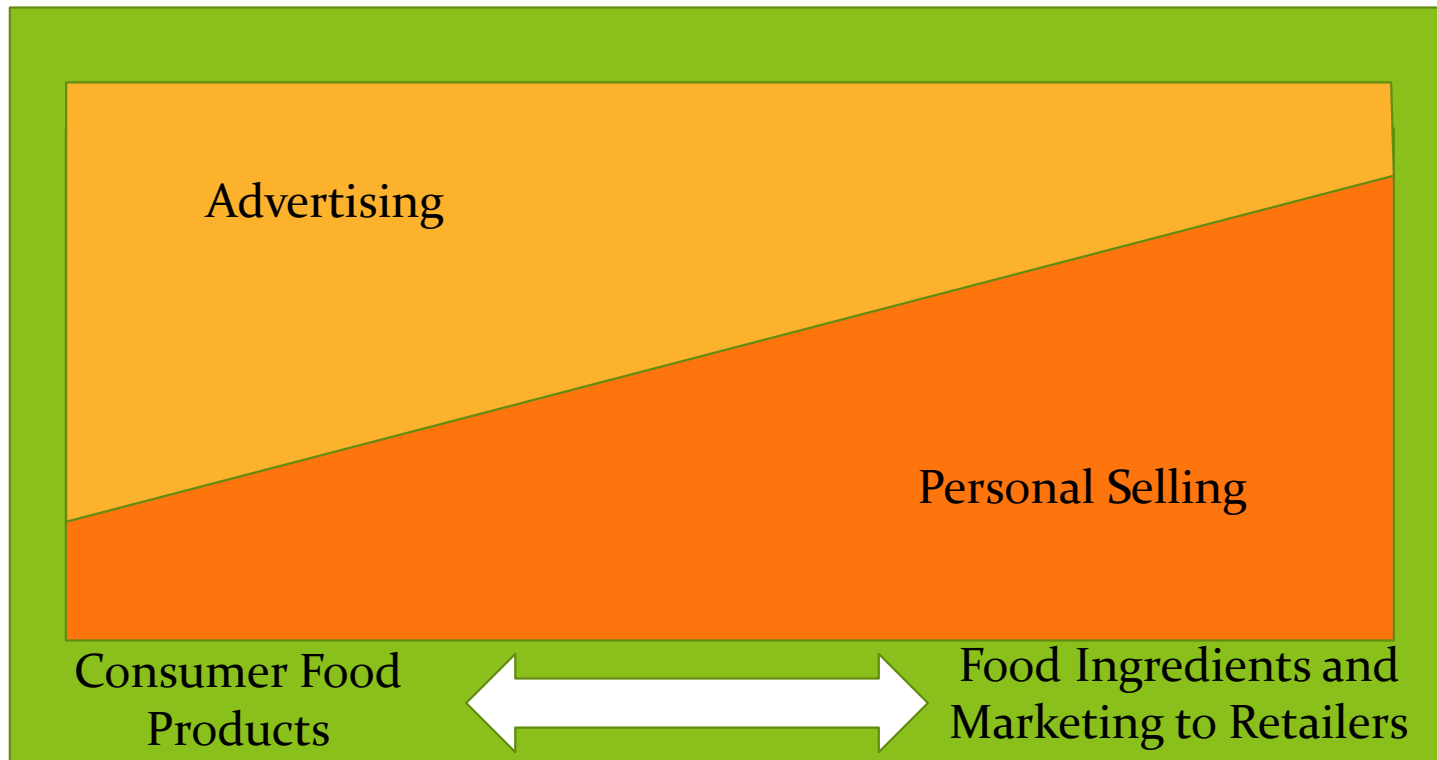 Advertising
Personal Selling
Consumer Food
Products
Food Ingredients and
Marketing to Retailers